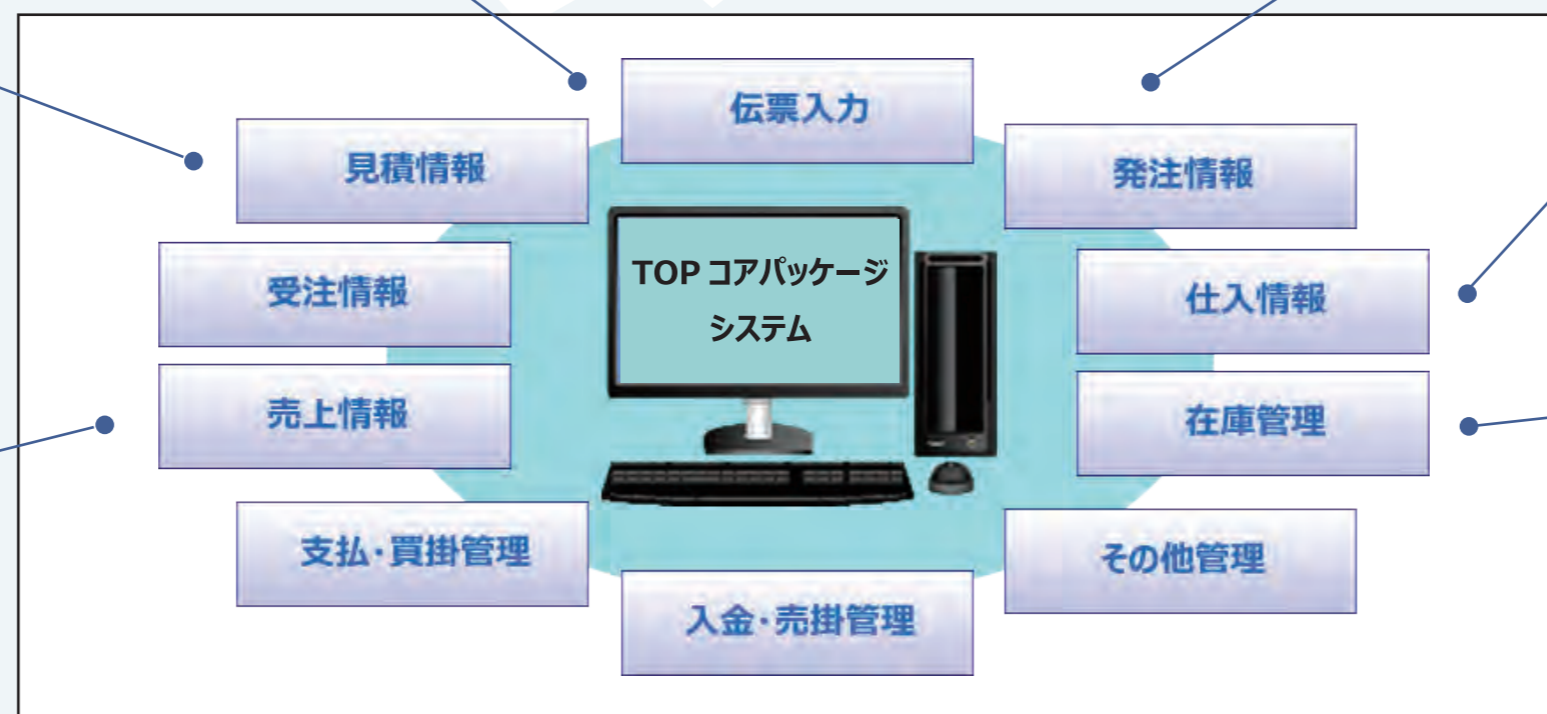 伝票入力
見積情報
発注情報
受注情報
TOP コアパッケージ
システム
仕入情報
売上情報
在庫管理
支払・買掛管理
その他管理
入金・売掛管理